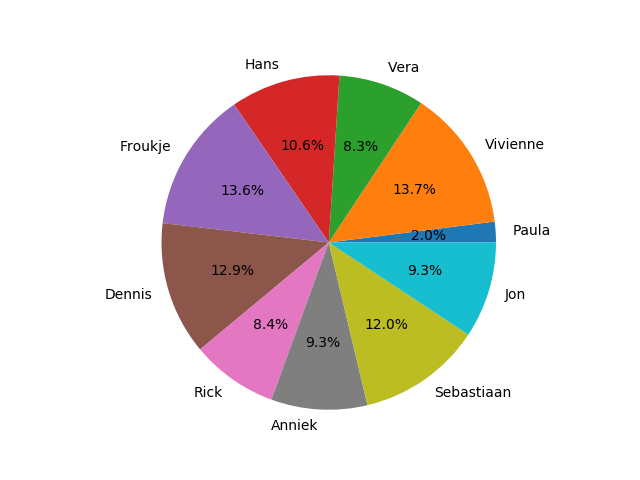 Hans
Vera
Froukje
Vivienne
10.6%
8.3%
13.6%
13.7%
Paula
2.0%
12.9%
9.3%
Dennis
Jon
8.4%
12.0%
9.3%
Rick
Sebastiaan
Anniek